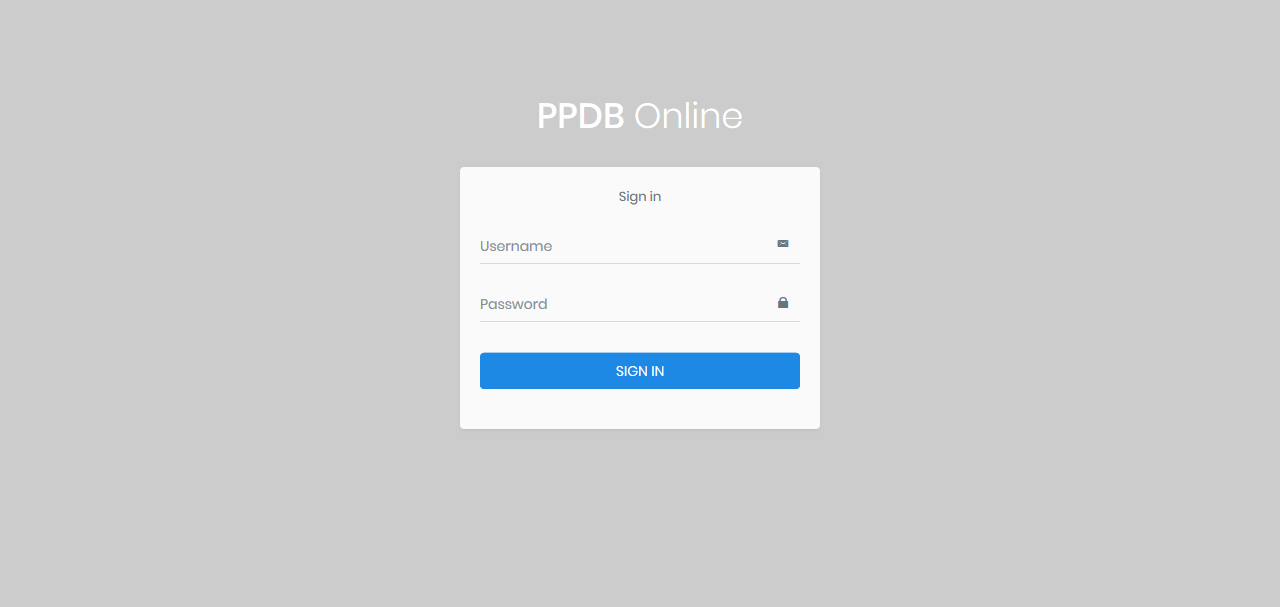 PPDB Online
Sign in
Username
Password
SIGN IN